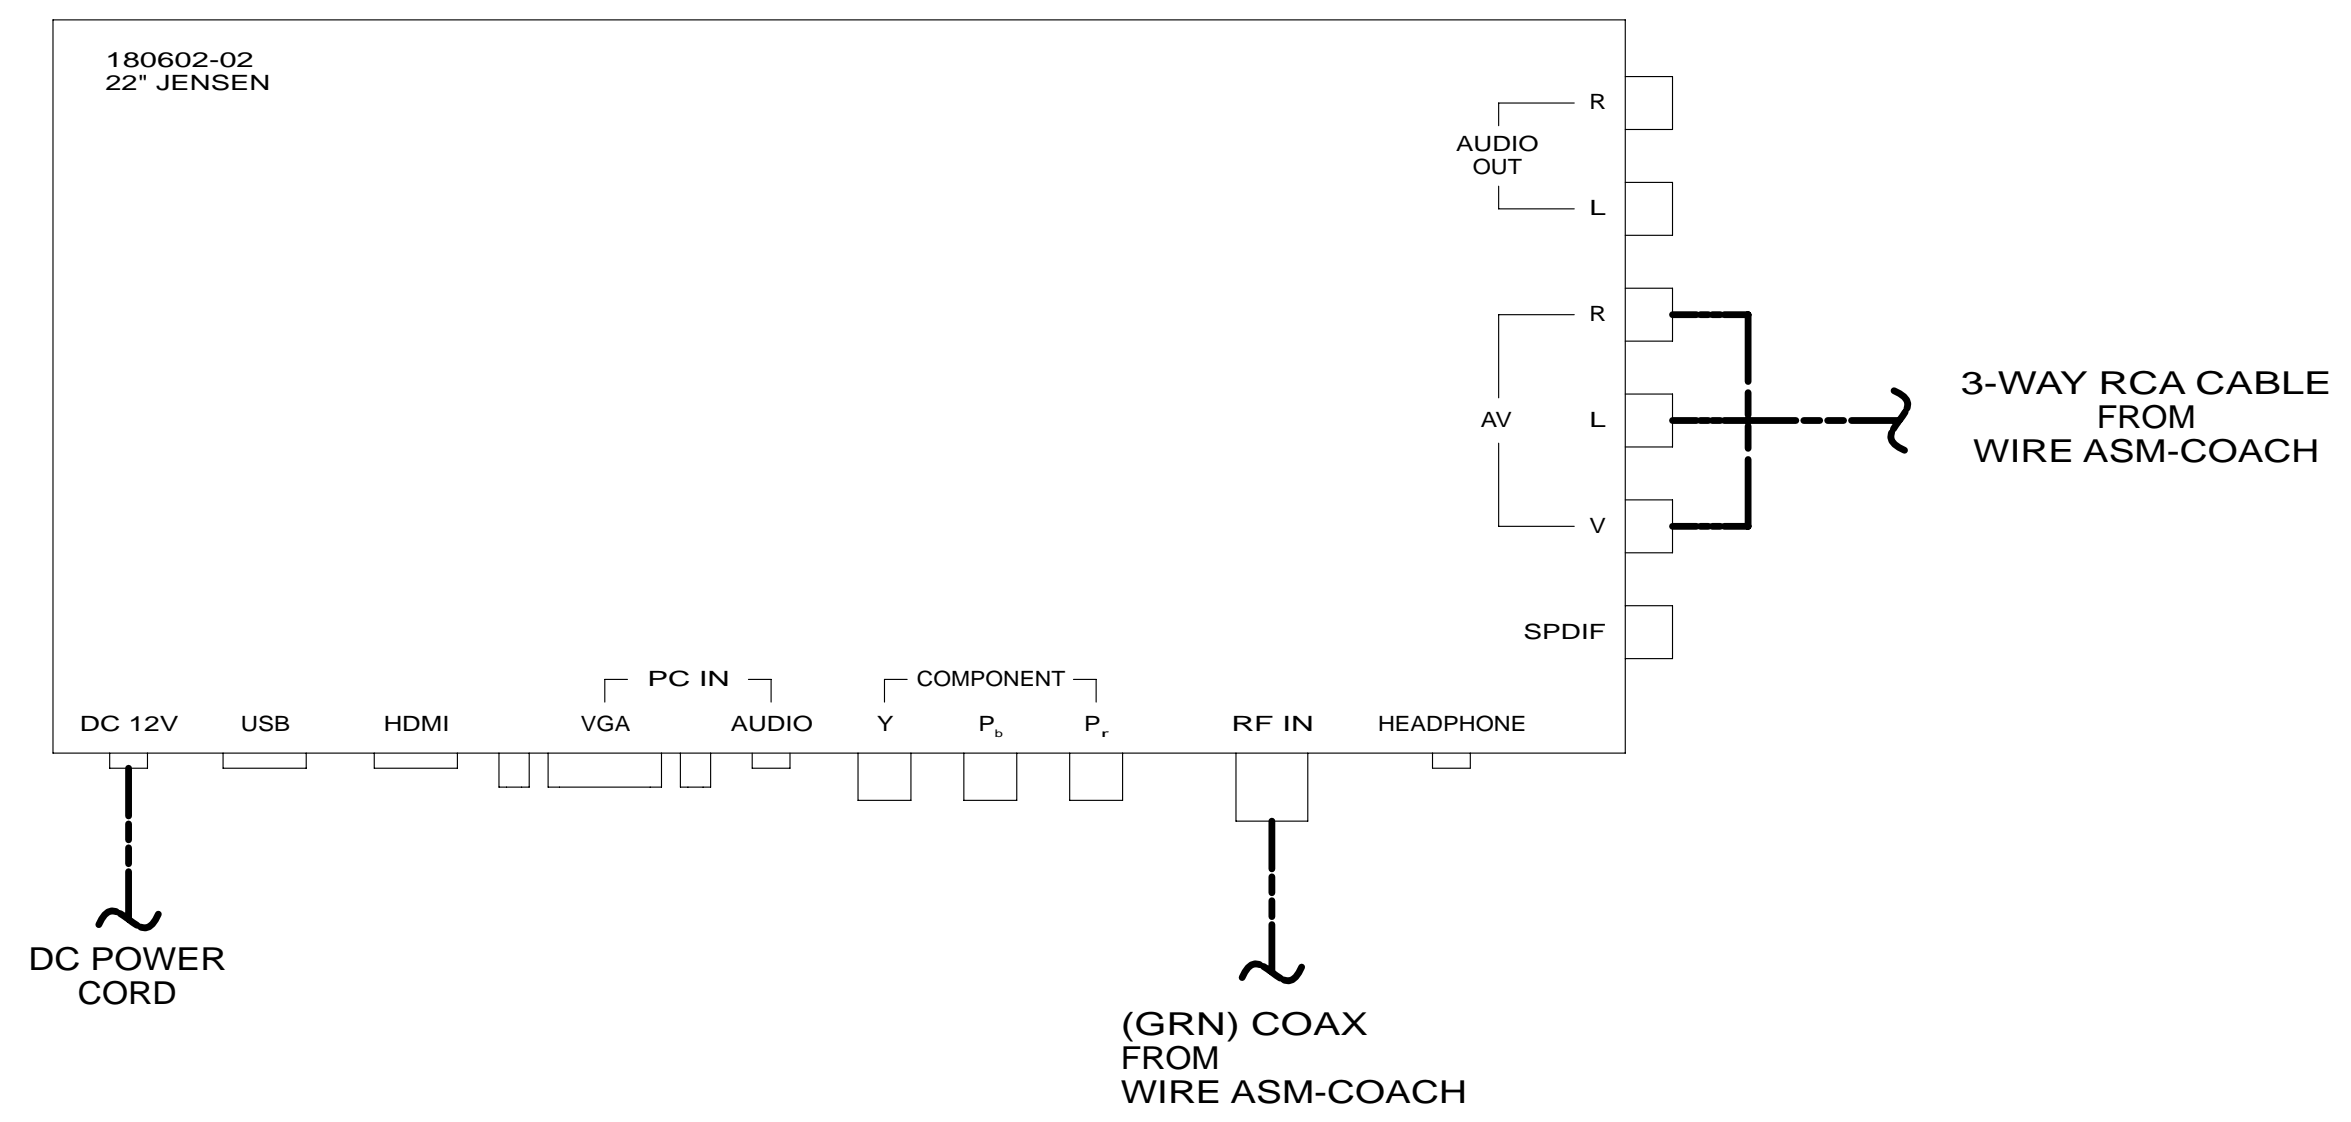 180602-02
22" JENSEN
R
AUDIO
OUT
L
R
AV
L
V
3-WAY RCA CABLE
FROM
WIRE ASM-COACH
SPDIF
PC IN
COMPONENT
DC 12V
USB
HDMI
VGA
AUDIO
Y
Pb
Pr
RF IN
HEADPHONE
DC POWER
CORD
(GRN) COAX
FROM
WIRE ASM-COACH